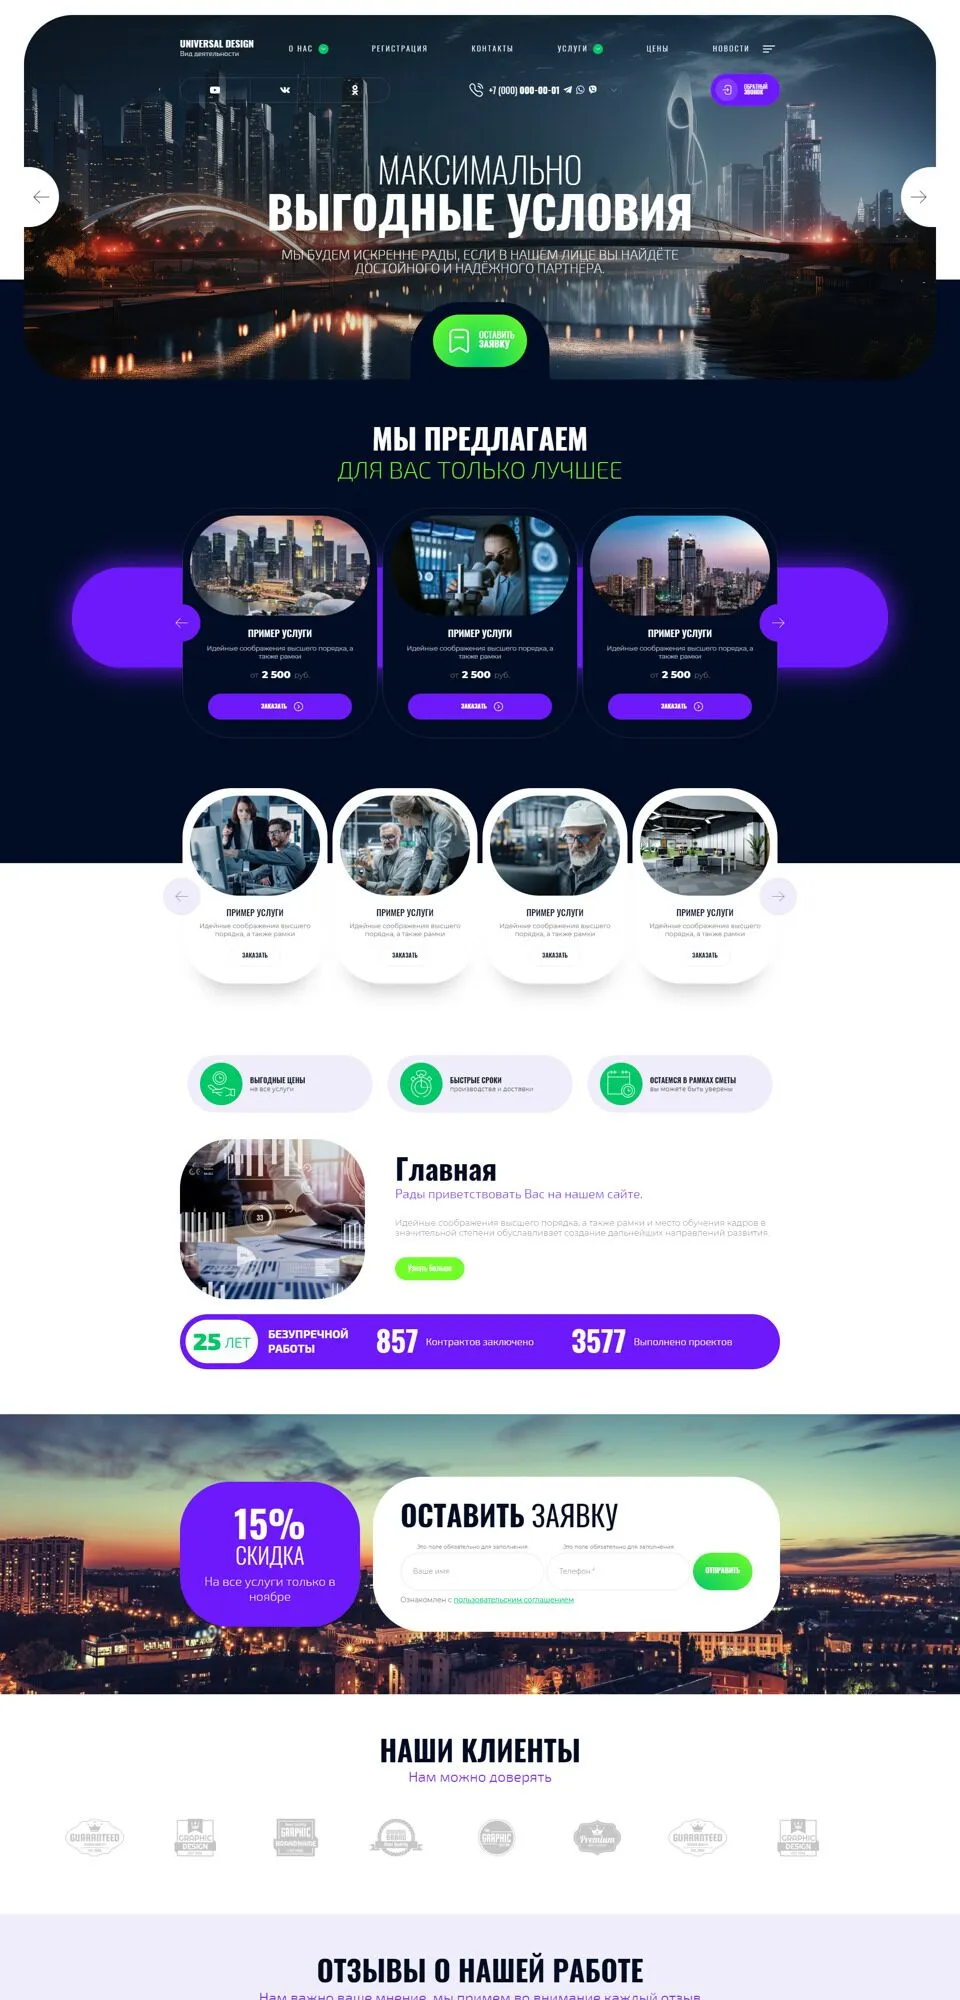 UNIVERSAL DESIGN
Вид деятельности
О НАС
РЕГИСТРАЦИЯ
КОНТАКТЫ
УСЛУГИ
ЦЕНЫ
НОВОСТИ
+7 (000) 000-00-01
ОБРАТНЫЙ
ЗВОНОК
МАКСИМАЛЬНО
ВЫГОДНЫЕ УСЛОВИЯ
МЫ БУДЕМ ИСКРЕННЕ РАДЫ, ЕСЛИ В НАШЕМ ЛИЦЕ ВЫ НАЙДЁТЕ
ДОСТОЙНОГО И НАДЁЖНОГО ПАРТНЁРА.
ОСТАВИТЬ
ЗАЯВКУ
МЫ ПРЕДЛАГАЕМ
ДЛЯ ВАС ТОЛЬКО ЛУЧШЕЕ
ПРИМЕР УСЛУГИ
Идейные соображения высшего порядка, а
также рамки
от 2 500 руб.
ЗАКАЗАТЬ
ПРИМЕР УСЛУГИ
Идейные соображения высшего порядка, а
также рамки
от 2 500 руб.
ЗАКАЗАТЬ
ПРИМЕР УСЛУГИ
Идейные соображения высшего порядка, а
также рамки
от 2 500 руб.
ЗАКАЗАТЬ
ПРИМЕР УСЛУГИ
Идейные соображения высшего
порядка, а также рамки
ЗАКАЗАТЬ
ПРИМЕР УСЛУГИ
Идейные соображения высшего
порядка, а также рамки
ЗАКАЗАТЬ
ПРИМЕР УСЛУГИ
Идейные соображения высшего
порядка, а также рамки
ЗАКАЗАТЬ
ПРИМЕР УСЛУГИ
Идейные соображения высшего
порядка, а также рамки
ЗАКАЗАТЬ
ВЫГОДНЫЕ ЦЕНЫ
на все услуги
БЫСТРЫЕ СРОКИ
производства и доставки
ОСТАЕМСЯ В РАМКАХ СМЕТЫ
вы можете быть уверены
33
Главная
Рады приветствовать Вас на нашем сайте.
Идейные соображения высшего порядка, а также рамки и место обучения кадров в
значительной степени обуславливает создание дальнейших направлений развития.
Узнать больше
25 ЛЕТ
БЕЗУПРЕЧНОЙ
РАБОТЫ
857 Контрактов заключено
3577 Выполнено проектов
15%
СКИДКА
На все услуги только в
ноябре
ОСТАВИТЬ ЗАЯВКУ
Это поле обязательно для заполнения
Это поле обязательно для заполнения
Ваше имя
Телефон *
ОТПРАВИТЬ
Ознакомлен с пользовательским соглашением
НАШИ КЛИЕНТЫ
Нам можно доверять
GUARANTEED
GRAPHIC
DESIGN
GRAPHIC
BRANDNAME
GRAPHIC
Premium
GUARANTEED
GRAPHIC
DESIGN
ОТЗЫВЫ О НАШЕЙ РАБОТЕ
Нам важно ваше мнение, мы примем во внимание каждый отзыв